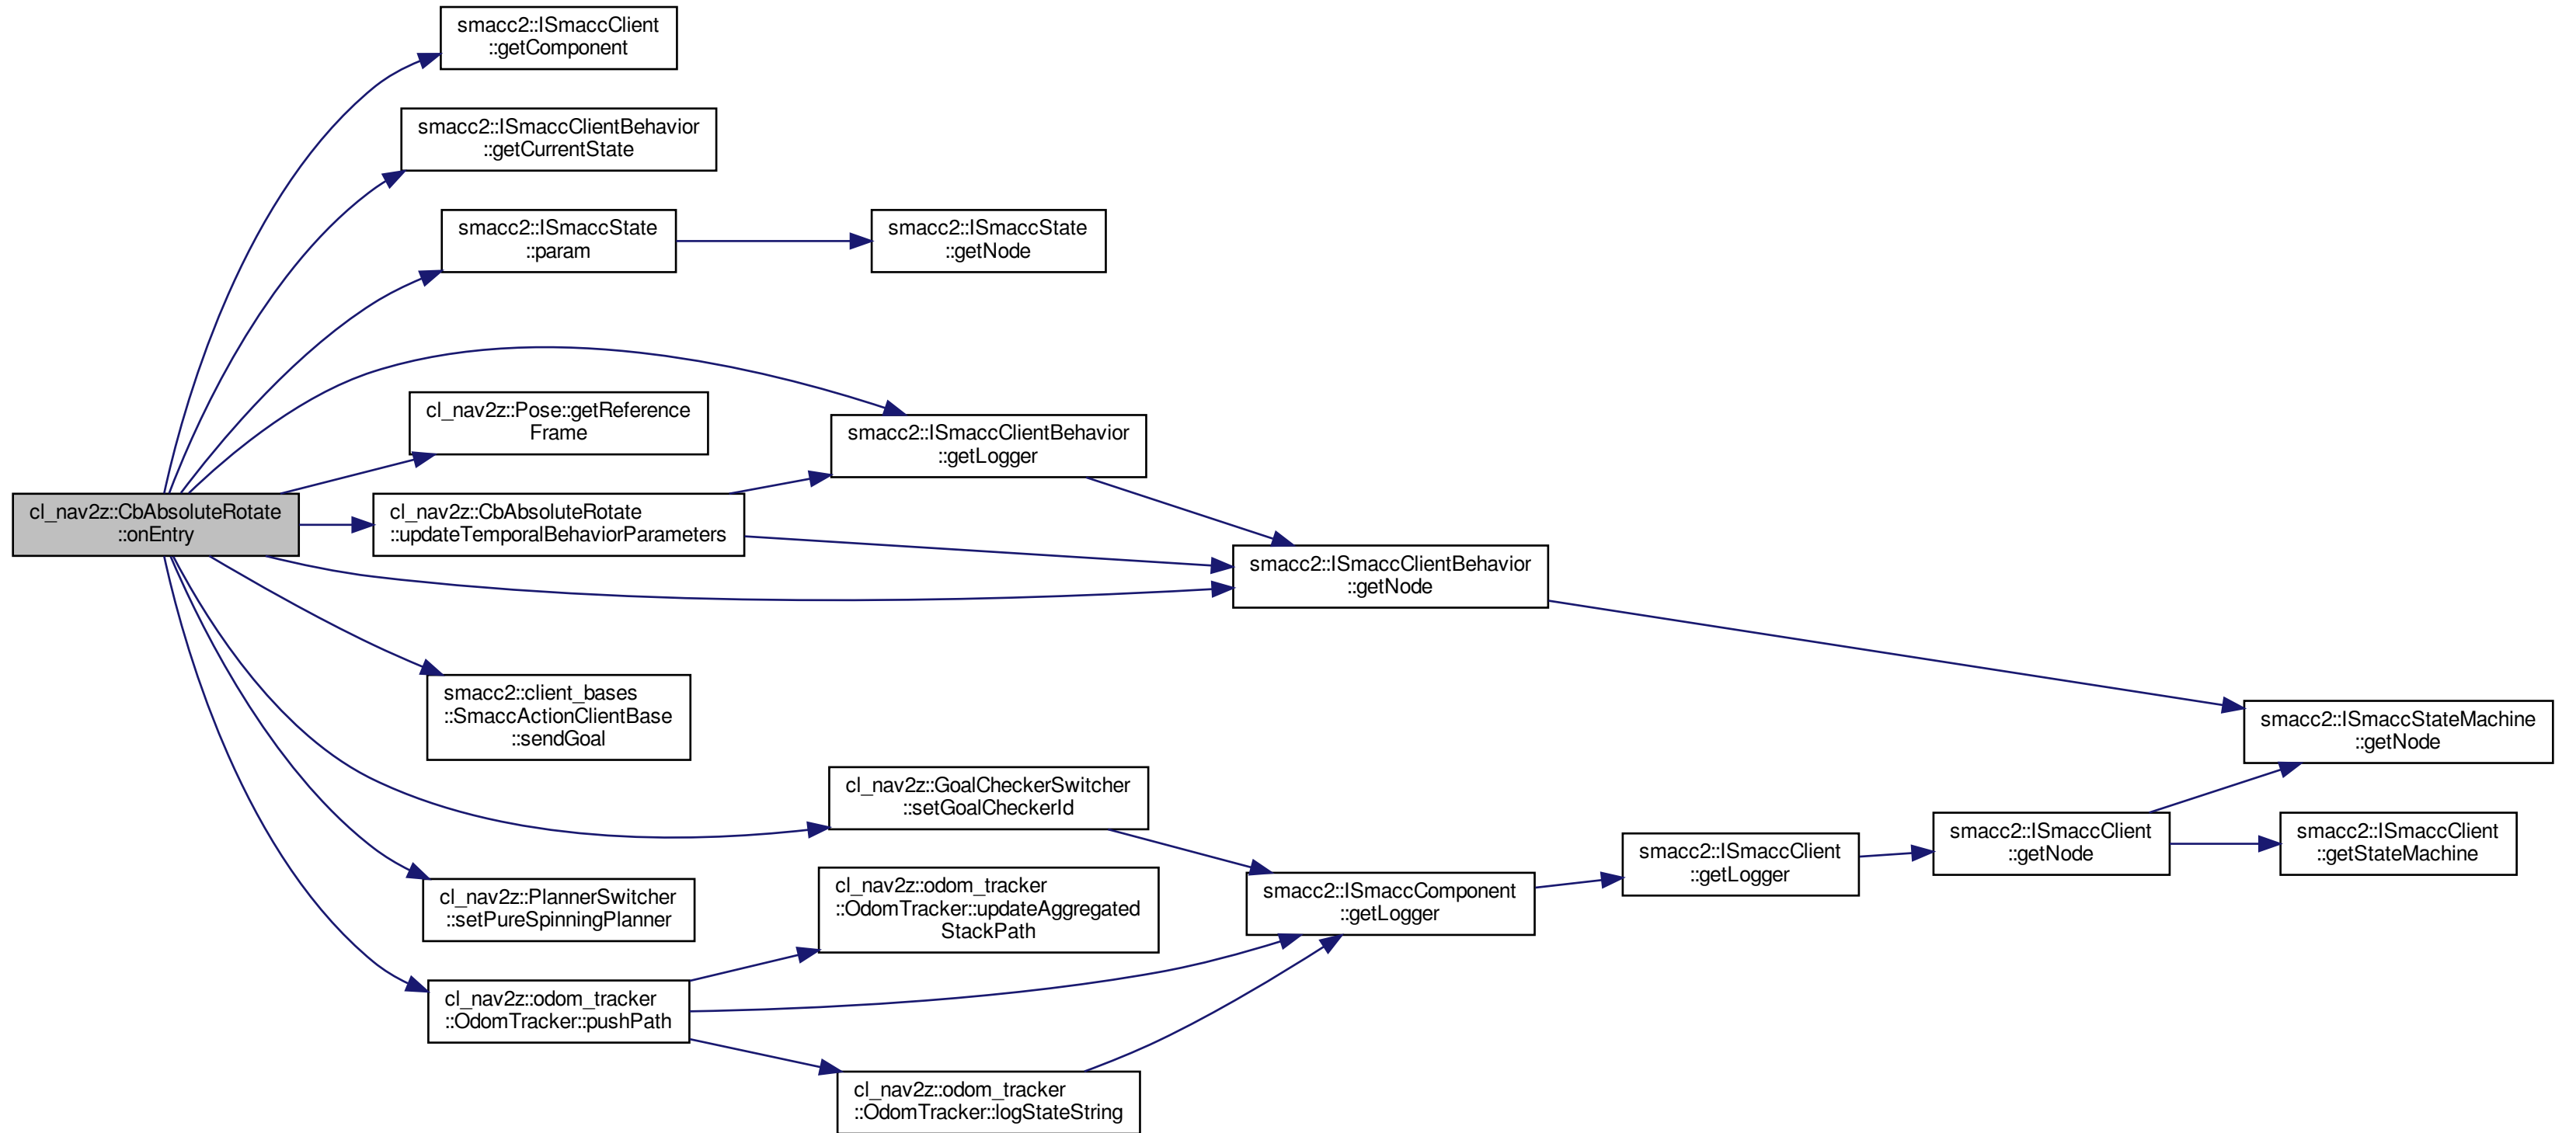 smacc2::ISmaccClient
::getComponent
smacc2::ISmaccClientBehavior
::getCurrentState
smacc2::ISmaccState
::param
smacc2::ISmaccState
::getNode
cl_nav2z::Pose::getReference
Frame
smacc2::ISmaccClientBehavior
::getLogger
cl_nav2z::CbAbsoluteRotate
::onEntry
cl_nav2z::CbAbsoluteRotate
::updateTemporalBehaviorParameters
smacc2::ISmaccClientBehavior
::getNode
smacc2::client_bases
::SmaccActionClientBase
::sendGoal
smacc2::ISmaccStateMachine
::getNode
cl_nav2z::GoalCheckerSwitcher
::setGoalCheckerId
smacc2::ISmaccClient
::getLogger
smacc2::ISmaccClient
::getNode
smacc2::ISmaccClient
::getStateMachine
cl_nav2z::PlannerSwitcher
::setPureSpinningPlanner
cl_nav2z::odom_tracker
::OdomTracker::updateAggregated
StackPath
smacc2::ISmaccComponent
::getLogger
cl_nav2z::odom_tracker
::OdomTracker::pushPath
cl_nav2z::odom_tracker
::OdomTracker::logStateString